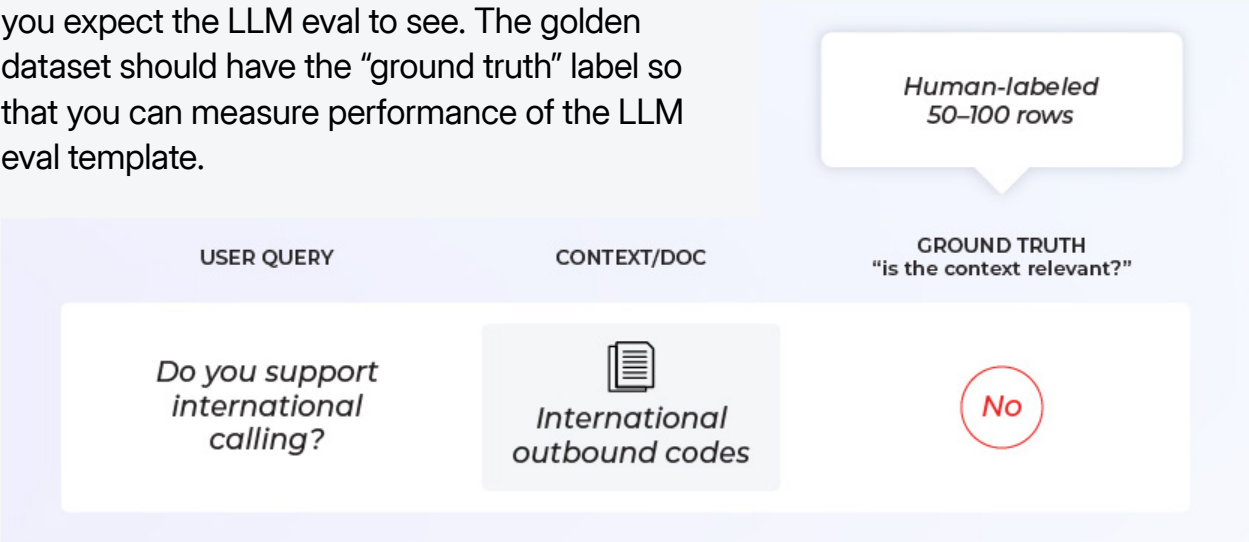 you expect the LLM eval to see. The golden
dataset should have the “ground truth” label so
that you can measure performance of the LLM
eval template.
Human-labeled
50–100 rows
USER QUERY
CONTEXT/DOC
GROUND TRUTH
“is the context relevant?”
Do you support
international
calling?
International
outbound codes
No